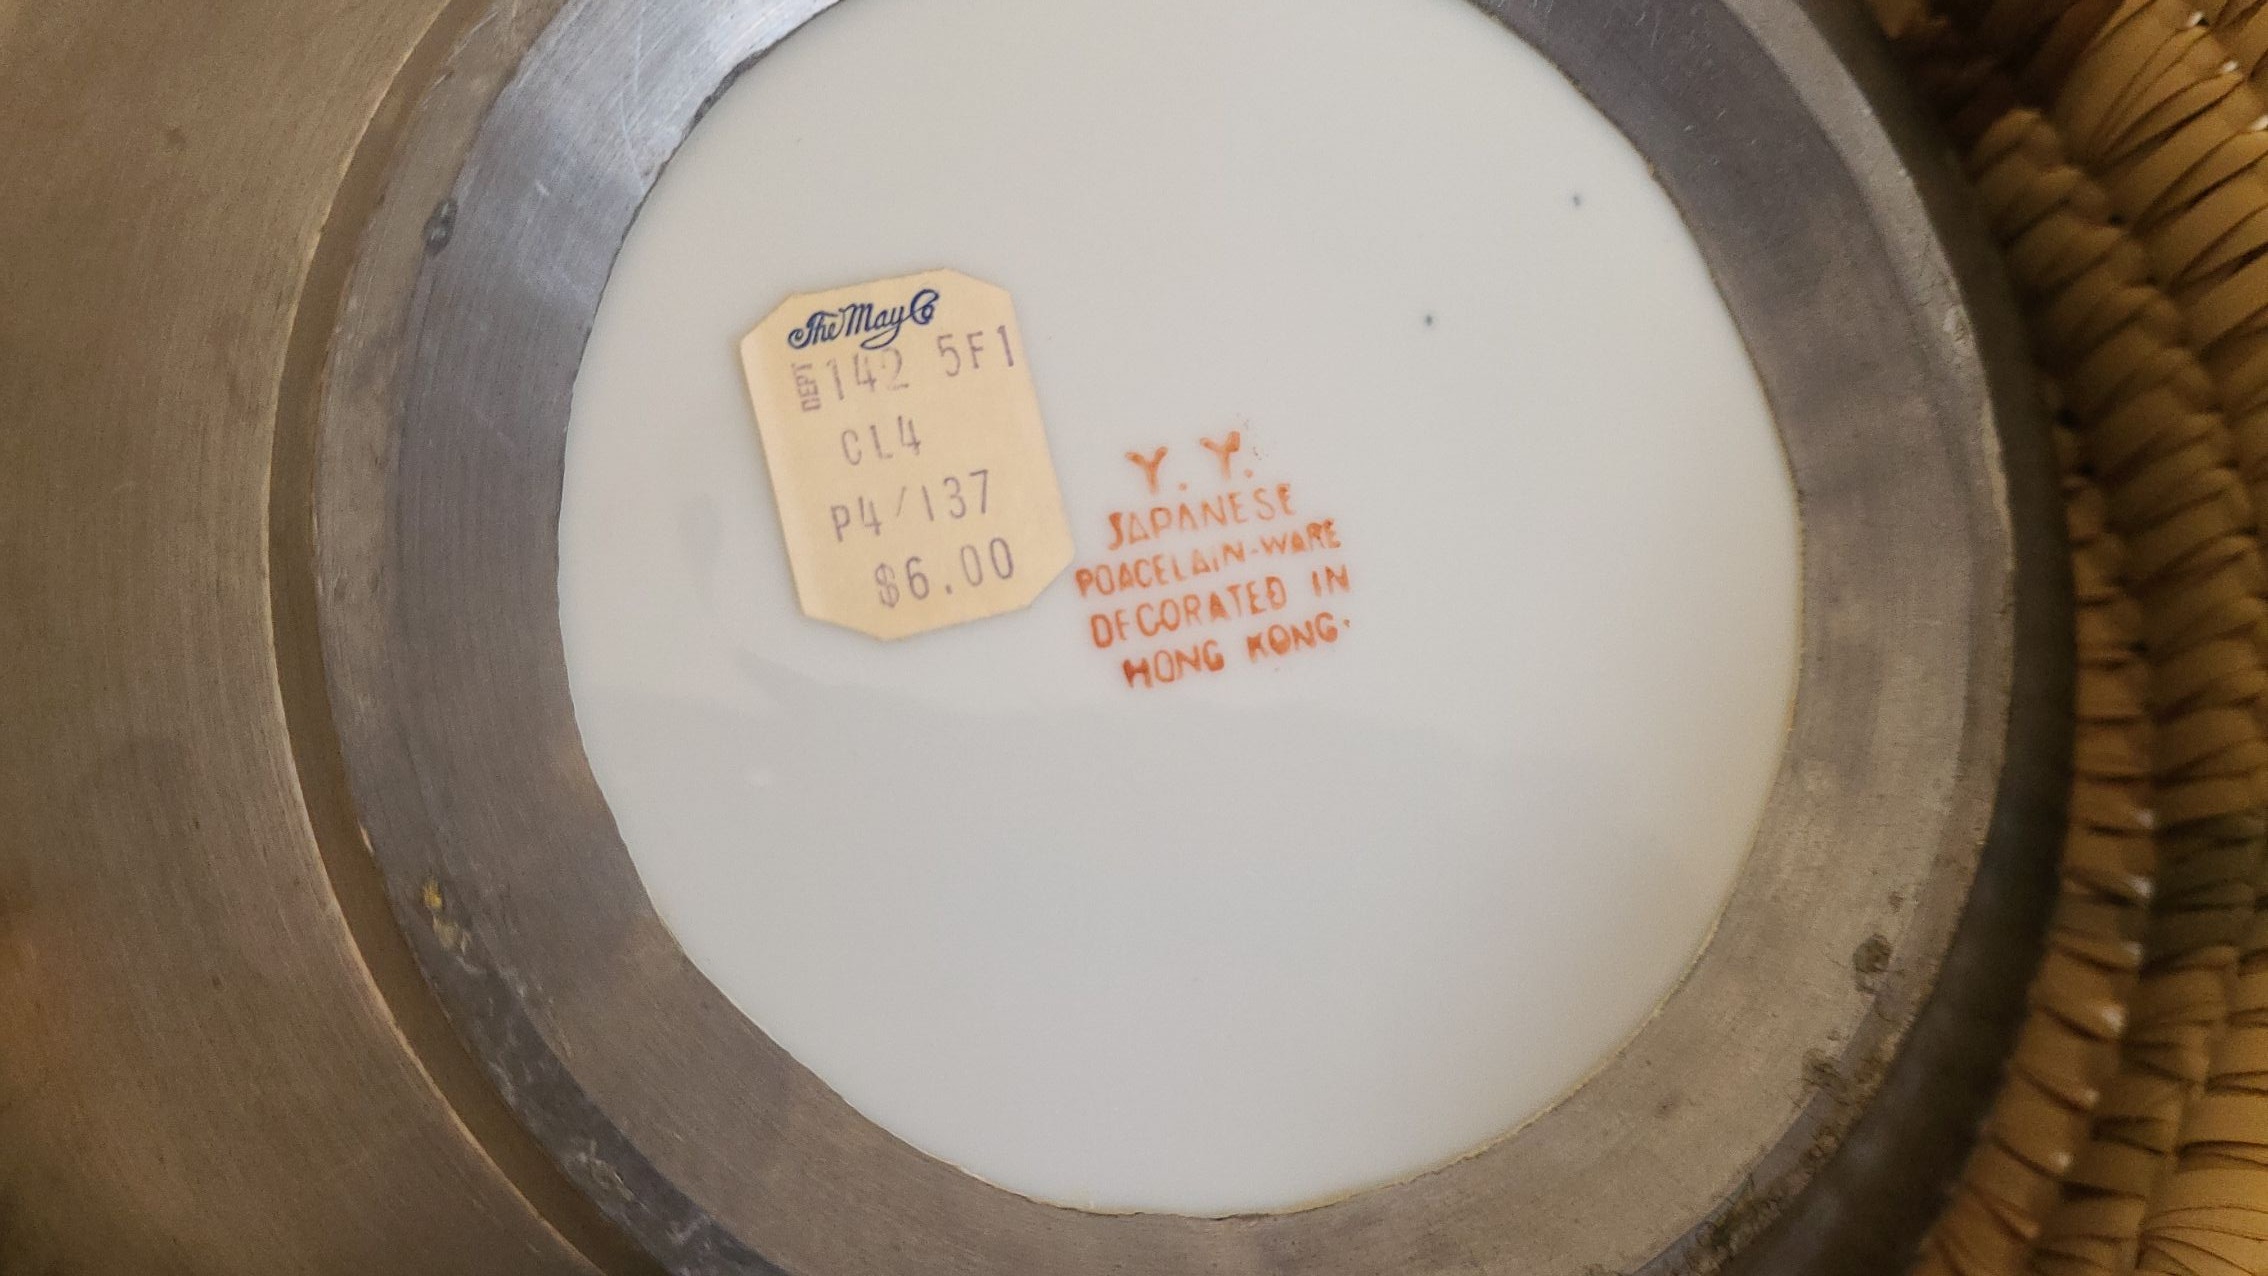 The May Co
DEPT 142 5F1
CL4
P4/137
$6.00
Y. Y.
JAPANESE
POACELAIN-WARE
DECORATED IN
HONG KONG.